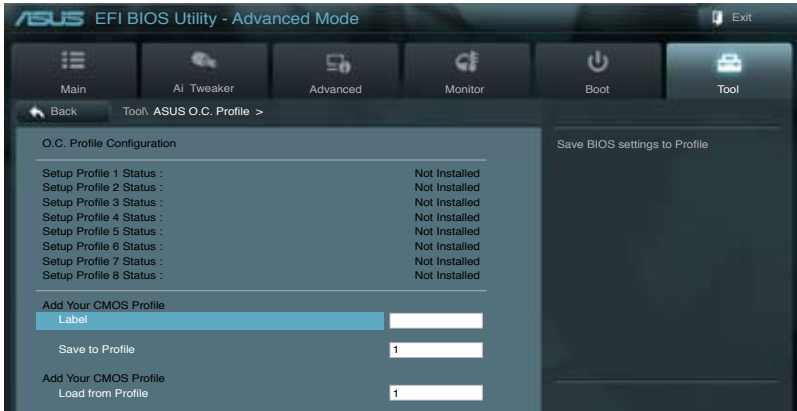 ASUS EFI BIOS Utility - Advanced Mode
Exit
Main
Ai Tweaker
Advanced
Monitor
Boot
Tool
Back
Tool\ ASUS O.C. Profile >
O.C. Profile Configuration
Save BIOS settings to Profile
Setup Profile 1 Status : Not Installed
Setup Profile 2 Status : Not Installed
Setup Profile 3 Status : Not Installed
Setup Profile 4 Status : Not Installed
Setup Profile 5 Status : Not Installed
Setup Profile 6 Status : Not Installed
Setup Profile 7 Status : Not Installed
Setup Profile 8 Status : Not Installed
Add Your CMOS Profile
Label
Save to Profile 1
Add Your CMOS Profile
Load from Profile 1